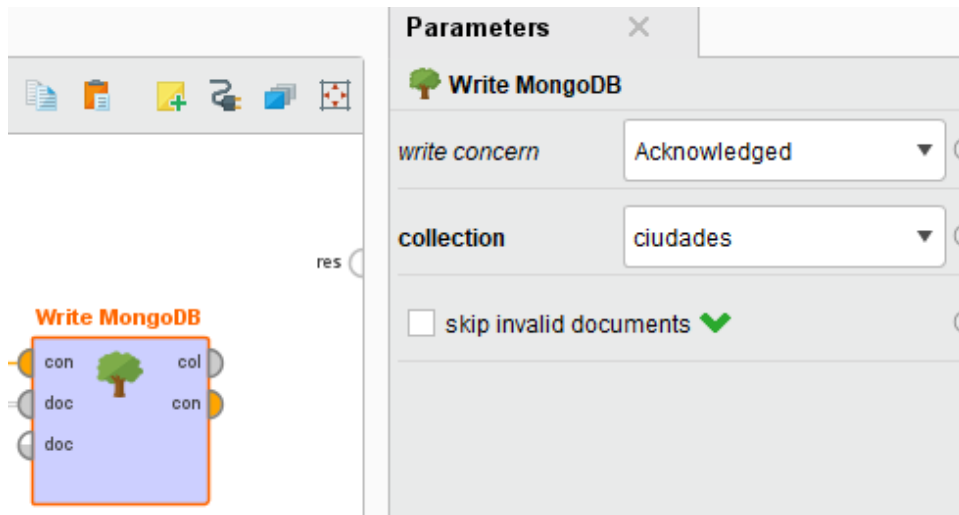 Parameters
Write MongoDB
write concern
Acknowledged
collection
ciudades
skip invalid documents
res
Write MongoDB
con
col
doc
con
doc